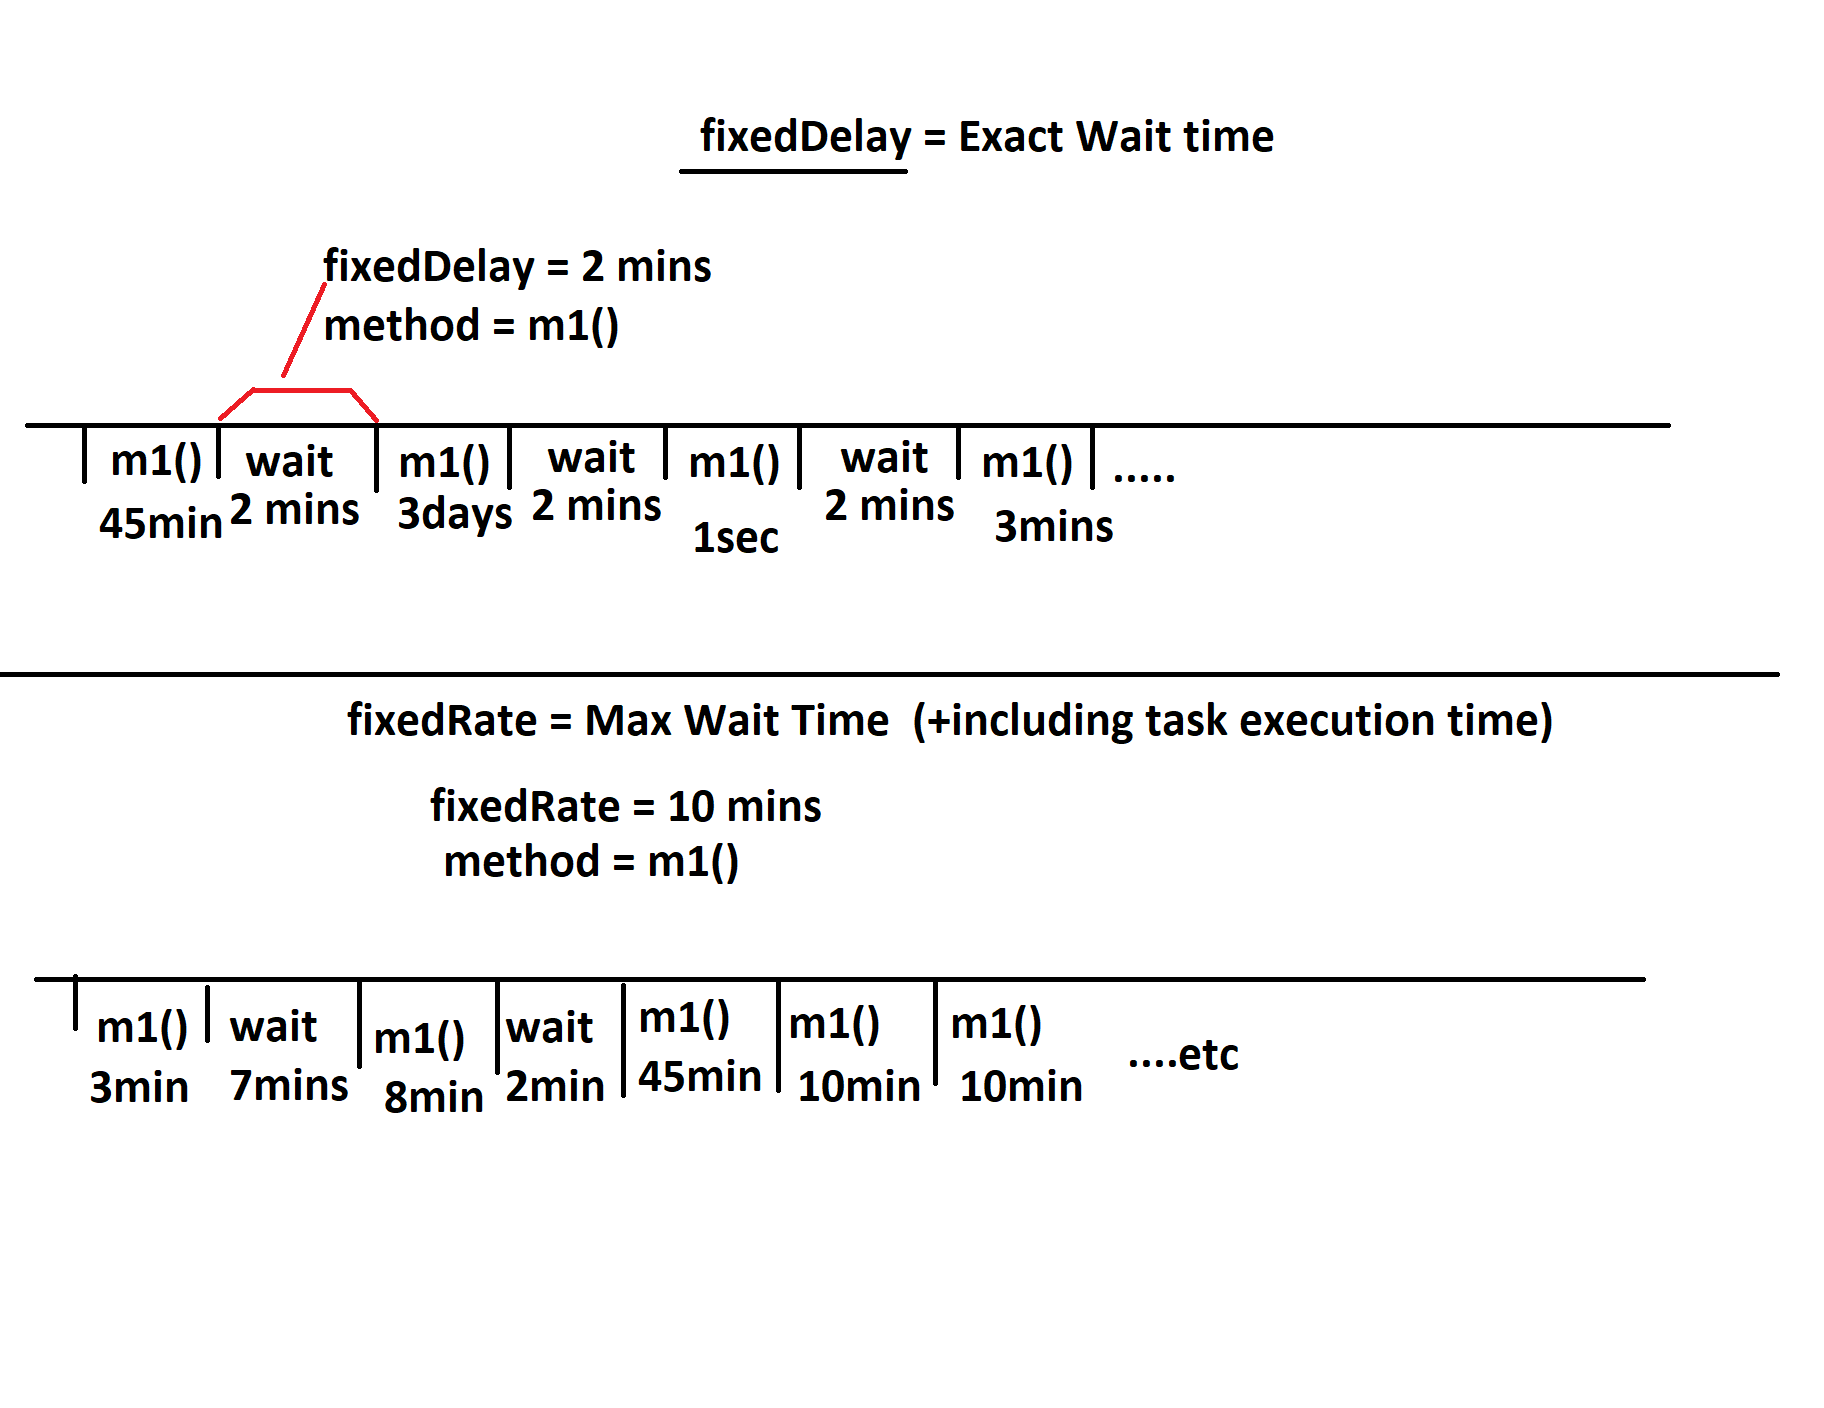 fixedDelay = Exact Wait time
fixedDelay = 2 mins
method = m1()
m1() wait m1() wait m1() wait m1() .....
45min 2 mins 3days 2 mins 1sec 2 mins 3mins
fixedRate = Max Wait Time (+including task execution time)
fixedRate = 10 mins
method = m1()
m1() wait m1() wait m1() m1() m1() ....etc
3min 7mins 8min 2min 45min 10min 10min